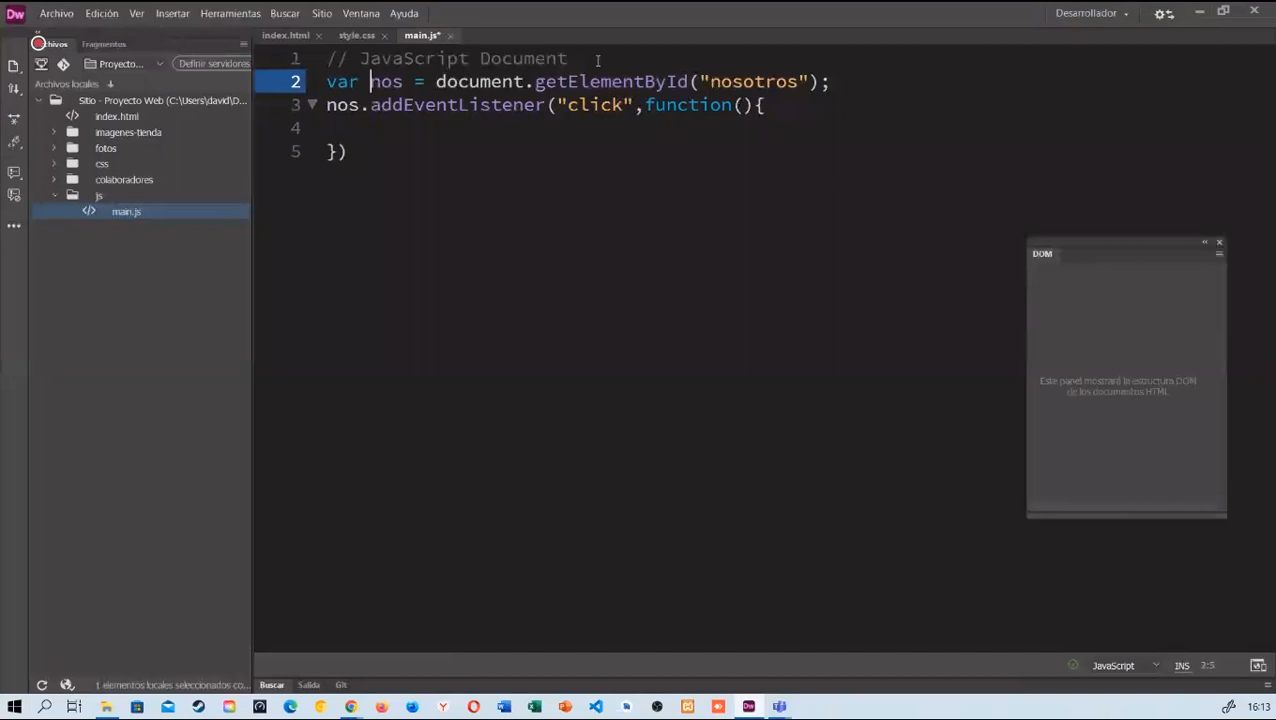 Dw Archivo Edición Ver Insertar Herramientas Buscar Sitio Ventana Ayuda Desarrollador
Archivos Fragmentos
index.html style.css main.js*
Proyecto... Definir servidores
Archivos locales
Sitio - Proyecto Web (C:\Users\david\D...
index.html
imagenes-tienda
fotos
css
colaboradores
js
main.js
1 // JavaScript Document
2 var nos = document.getElementById("nosotros");
3 nos.addEventListener("click",function(){
4
5 })
DOM
Este panel mostrará la estructura DOM
de los documentos HTML.
JavaScript INS 2:5
1 elementos locales seleccionados co...
Buscar Salida Git
16:13